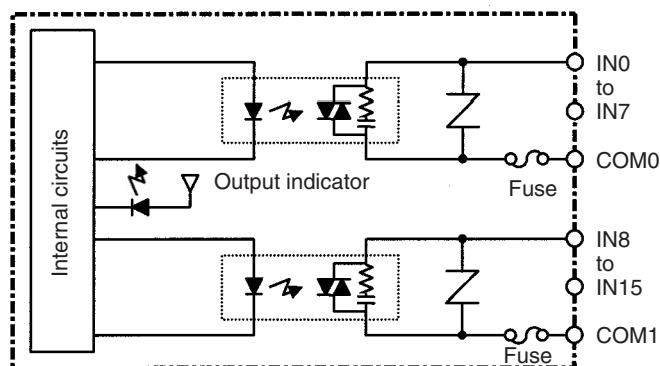 IN0
to
IN7
COM0
Fuse
Output indicator
Internal circuits
IN8
to
IN15
COM1
Fuse